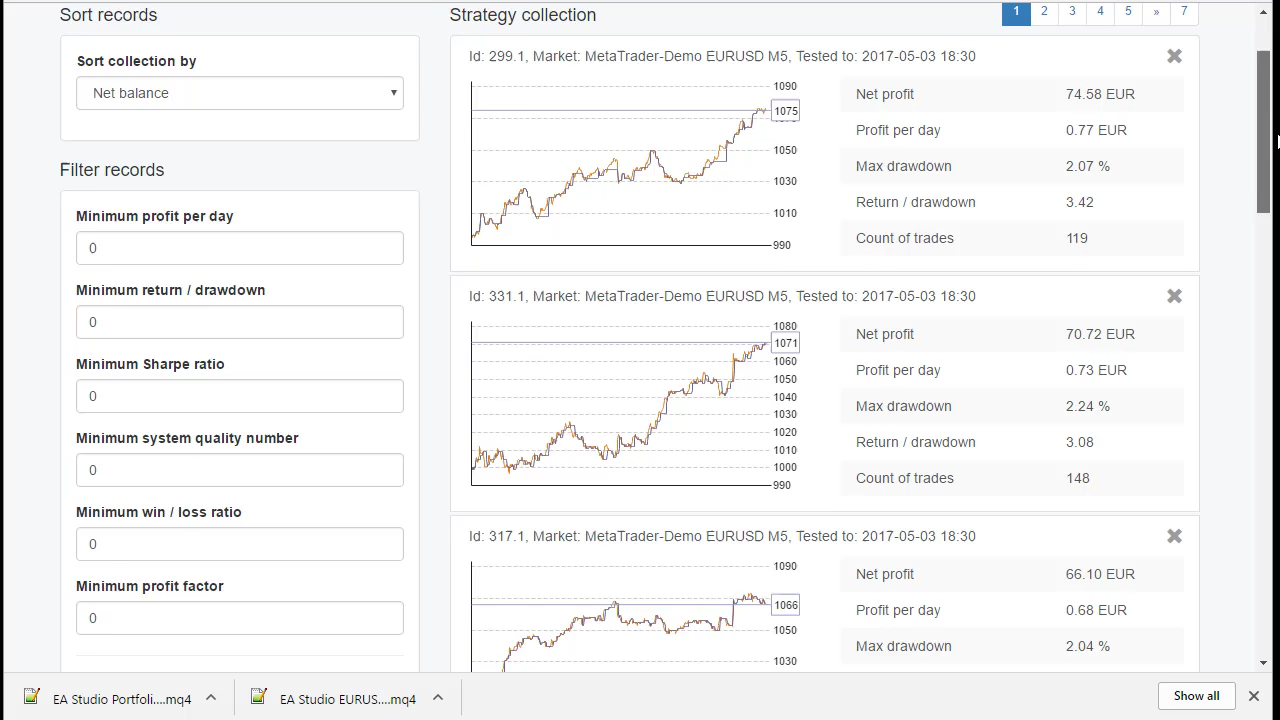 Sort records
Sort collection by
Net balance
Filter records
Minimum profit per day
0
Minimum return / drawdown
0
Minimum Sharpe ratio
0
Minimum system quality number
0
Minimum win / loss ratio
0
Minimum profit factor
0
Strategy collection
1 2 3 4 5 » 7
Id: 299.1, Market: MetaTrader-Demo EURUSD M5, Tested to: 2017-05-03 18:30
1090
1075
1050
1030
1010
990
Net profit 74.58 EUR
Profit per day 0.77 EUR
Max drawdown 2.07 %
Return / drawdown 3.42
Count of trades 119
Id: 331.1, Market: MetaTrader-Demo EURUSD M5, Tested to: 2017-05-03 18:30
1080
1071
1060
1050
1040
1030
1020
1010
1000
990
Net profit 70.72 EUR
Profit per day 0.73 EUR
Max drawdown 2.24 %
Return / drawdown 3.08
Count of trades 148
Id: 317.1, Market: MetaTrader-Demo EURUSD M5, Tested to: 2017-05-03 18:30
1090
1066
1050
1030
Net profit 66.10 EUR
Profit per day 0.68 EUR
Max drawdown 2.04 %
EA Studio Portfoli....mq4
EA Studio EURUS....mq4
Show all